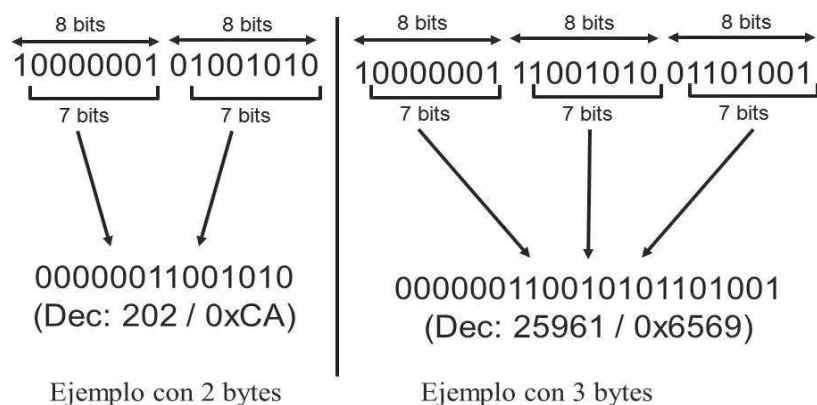 8 bits 8 bits
10000001 01001010
7 bits 7 bits
00000011001010
(Dec: 202 / 0xCA)
Ejemplo con 2 bytes
8 bits 8 bits 8 bits
10000001 11001010 01101001
7 bits 7 bits 7 bits
000000110010101101001
(Dec: 25961 / 0x6569)
Ejemplo con 3 bytes